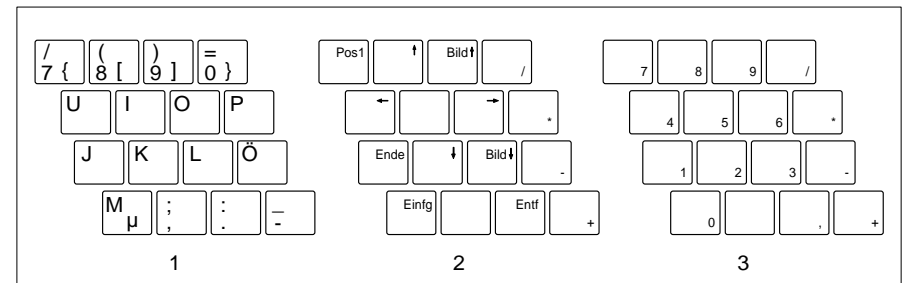 / ( ) =
7 { 8 [ 9 ] 0 }
U I O P
J K L Ö
M µ ; , : . _ -
1
Pos1 ↑ Bild↑ /
← → *
Ende ↓ Bild↓ -
Einfg Entf +
2
7 8 9 /
4 5 6 *
1 2 3 -
0 , +
3